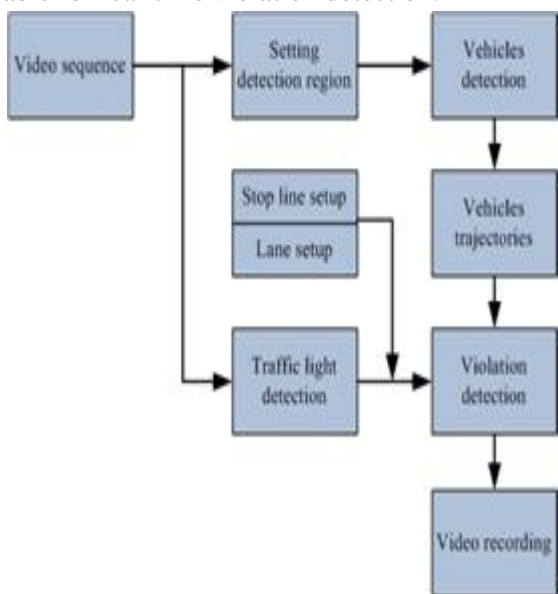 Video sequence
Setting
detection region
Vehicles
detection
Stop line setup
Lane setup
Vehicles
trajectories
Traffic light
detection
Violation
detection
Video recording